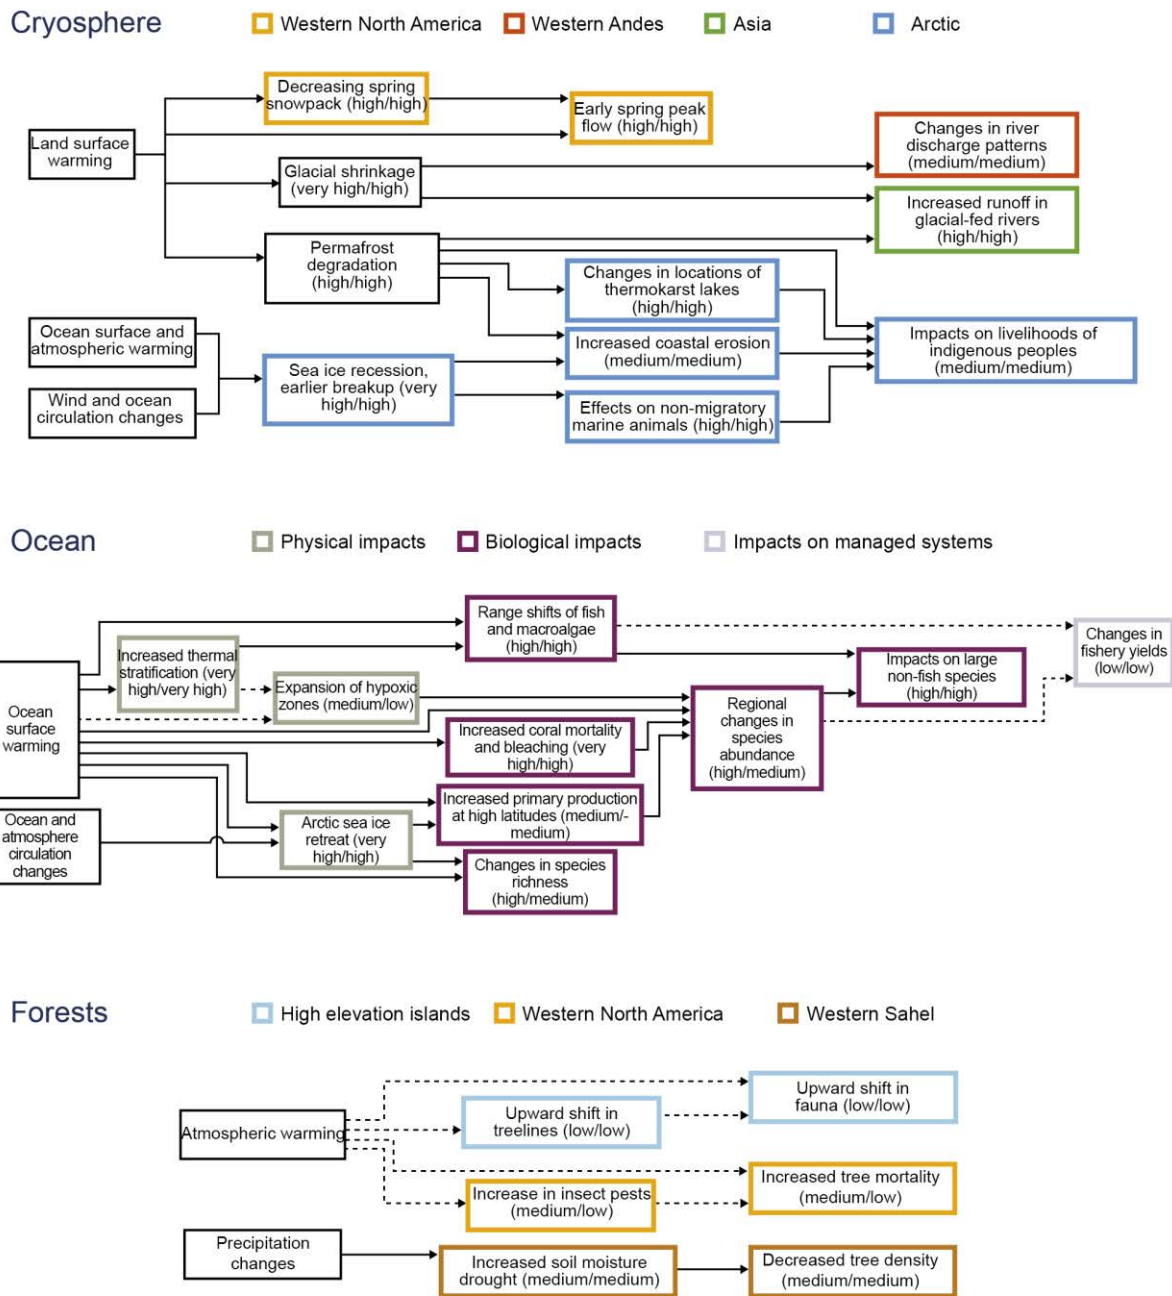 Cryosphere
Western North America
Western Andes
Asia
Arctic
Land surface
warming
Decreasing spring
snowpack (high/high)
Early spring peak
flow (high/high)
Glacial shrinkage
(very high/high)
Changes in river
discharge patterns
(medium/medium)
Increased runoff in
glacial-fed rivers
(high/high)
Permafrost
degradation
(high/high)
Changes in locations of
thermokarst lakes
(high/high)
Ocean surface and
atmospheric warming
Wind and ocean
circulation changes
Sea ice recession,
earlier breakup (very
high/high)
Increased coastal erosion
(medium/medium)
Effects on non-migratory
marine animals (high/high)
Impacts on livelihoods of
indigenous peoples
(medium/medium)
Ocean
Physical impacts
Biological impacts
Impacts on managed systems
Ocean
surface
warming
Increased thermal
stratification (very
high/very high)
Expansion of hypoxic
zones (medium/low)
Range shifts of fish
and macroalgae
(high/high)
Increased coral mortality
and bleaching (very
high/high)
Regional
changes in
species
abundance
(high/medium)
Impacts on large
non-fish species
(high/high)
Changes in
fishery yields
(low/low)
Ocean and
atmosphere
circulation
changes
Arctic sea ice
retreat (very
high/high)
Increased primary production
at high latitudes (medium/-
medium)
Changes in species
richness
(high/medium)
Forests
High elevation islands
Western North America
Western Sahel
Atmospheric warming
Upward shift in
treelines (low/low)
Upward shift in
fauna (low/low)
Increase in insect pests
(medium/low)
Increased tree mortality
(medium/low)
Precipitation
changes
Increased soil moisture
drought (medium/medium)
Decreased tree density
(medium/medium)